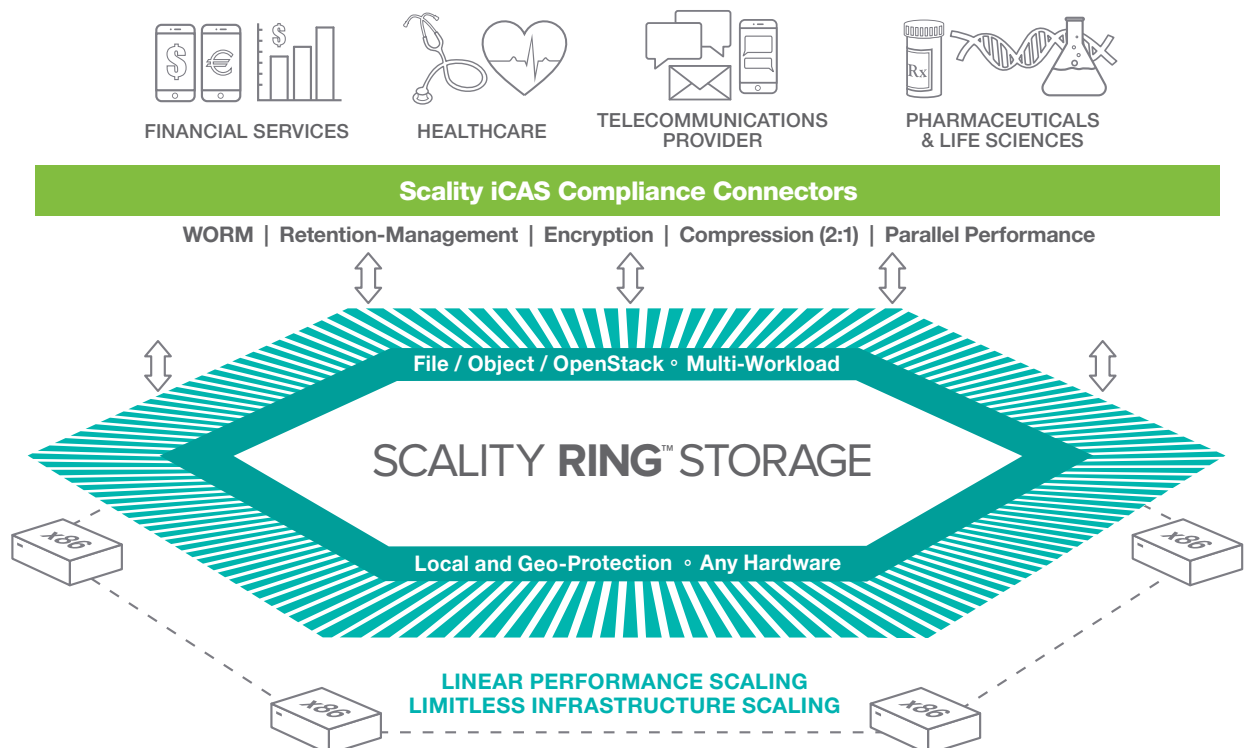 $ € $
Rx
FINANCIAL SERVICES
HEALTHCARE
TELECOMMUNICATIONS
PROVIDER
PHARMACEUTICALS
& LIFE SCIENCES
Scality iCAS Compliance Connectors
WORM | Retention-Management | Encryption | Compression (2:1) | Parallel Performance
File / Object / OpenStack ° Multi-Workload
SCALITY RING™ STORAGE
Local and Geo-Protection ° Any Hardware
x86
x86
LINEAR PERFORMANCE SCALING
LIMITLESS INFRASTRUCTURE SCALING
x86
x86